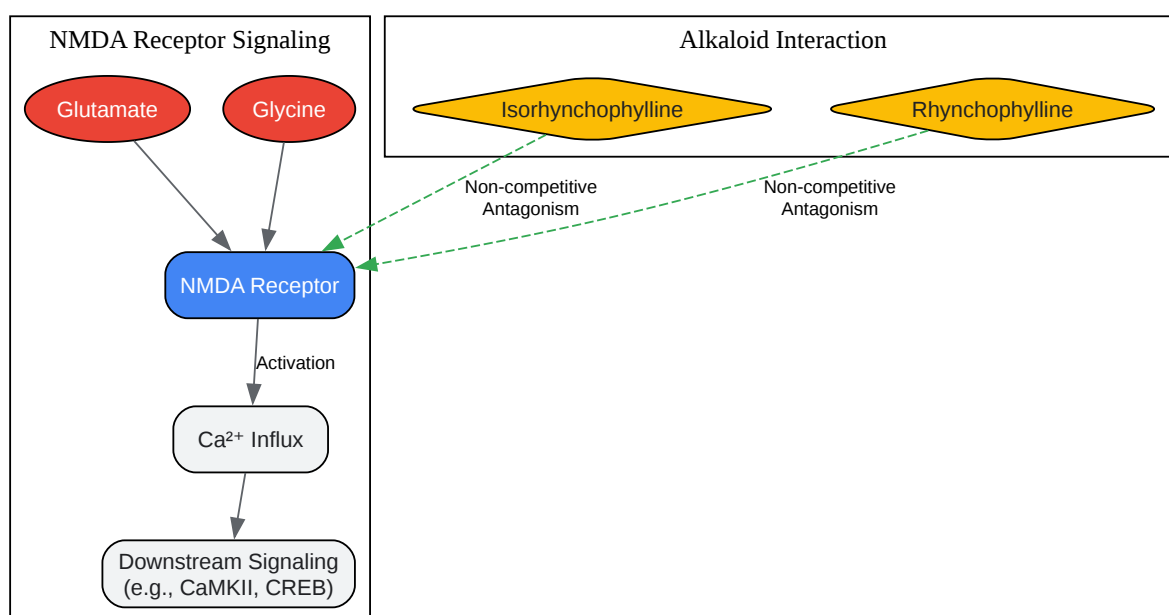 NMDA Receptor Signaling
Alkaloid Interaction
Glutamate
Glycine
Isorhynchophylline
Rhynchophylline
Non-competitive
Antagonism
Non-competitive
Antagonism
NMDA Receptor
Activation
Ca²⁺ Influx
Downstream Signaling
(e.g., CaMKII, CREB)